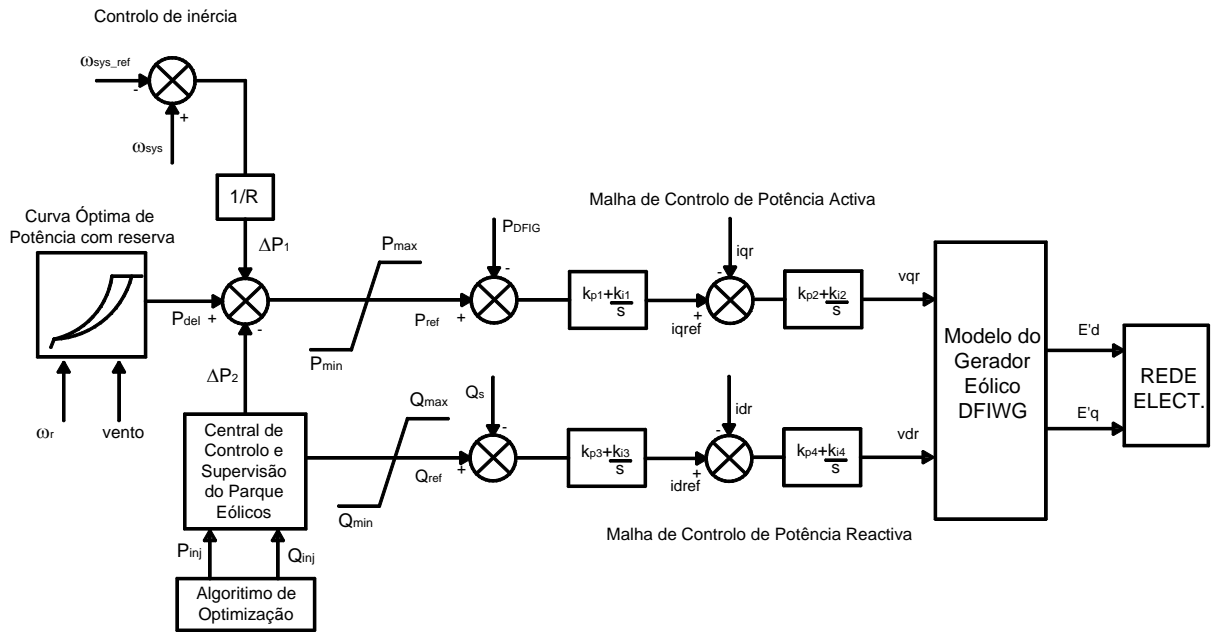 Controlo de inércia
ωsys_ref
-
+
ωsys
1/R
Curva Óptima de
Potência com reserva
ΔP1
Pmax
PDFIG
-
Malha de Controlo de Potência Activa
iqr
-
Pdel
+
-
Pref
+
kp1+ki1
s
iqref
+
kp2+ki2
s
vqr
Pmin
ωr
vento
ΔP2
Central de
Controlo e
Supervisão
do Parque
Eólicos
Qmax
Qs
-
Qref
+
Qmin
kp3+ki3
s
idr
-
idref
+
kp4+ki4
s
vdr
Malha de Controlo de Potência Reactiva
Modelo do
Gerador
Eólico
DFIWG
E'd
E'q
REDE
ELECT.
Pinj
Qinj
Algoritimo de
Optimização